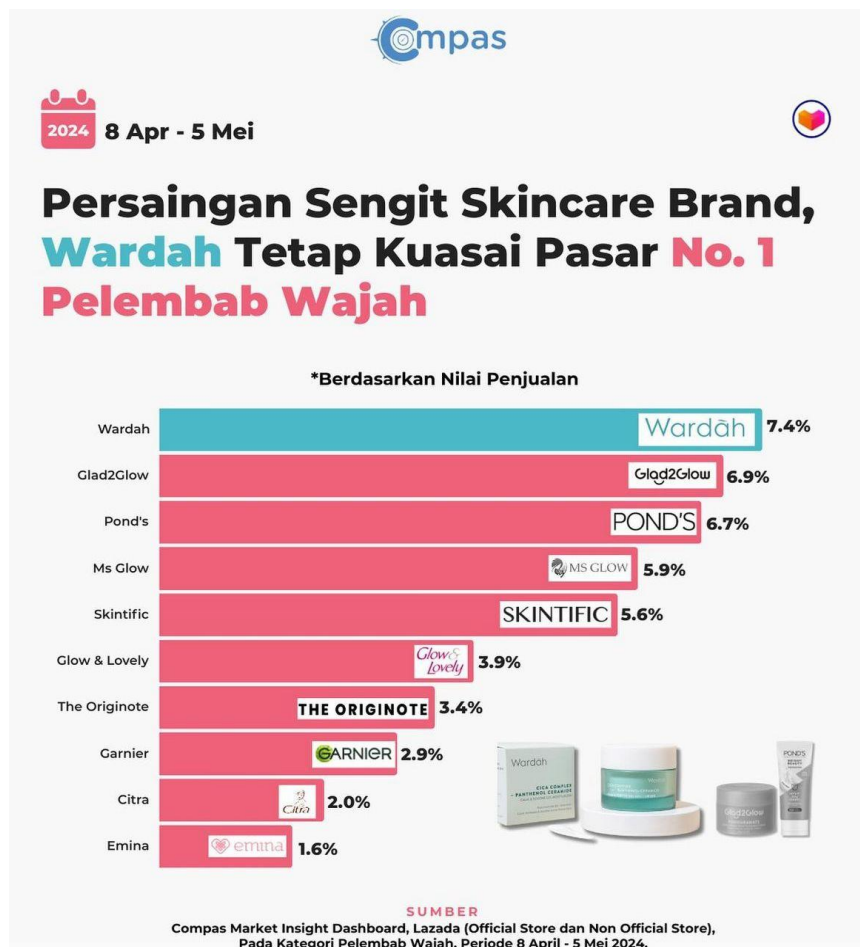 Compas
2024 8 Apr - 5 Mei
Persaingan Sengit Skincare Brand,
Wardah Tetap Kuasai Pasar No. 1
Pelembab Wajah
*Berdasarkan Nilai Penjualan
Wardah Wardah 7.4%
Glad2Glow Glad2Glow 6.9%
Pond's POND'S 6.7%
Ms Glow MS GLOW 5.9%
Skintific SKINTIFIC 5.6%
Glow & Lovely Glow & Lovely 3.9%
The Originote THE ORIGINOTE 3.4%
Garnier GARNIER 2.9%
Citra Citra 2.0%
Emina emina 1.6%
Wardah
CICA COMPLEX
+ PANTHENOL CERAMIDE
Glad2Glow
POND'S
SUMBER
Compas Market Insight Dashboard, Lazada (Official Store dan Non Official Store),
Pada Kategori Pelembab Wajah, Periode 8 April - 5 Mei 2024.